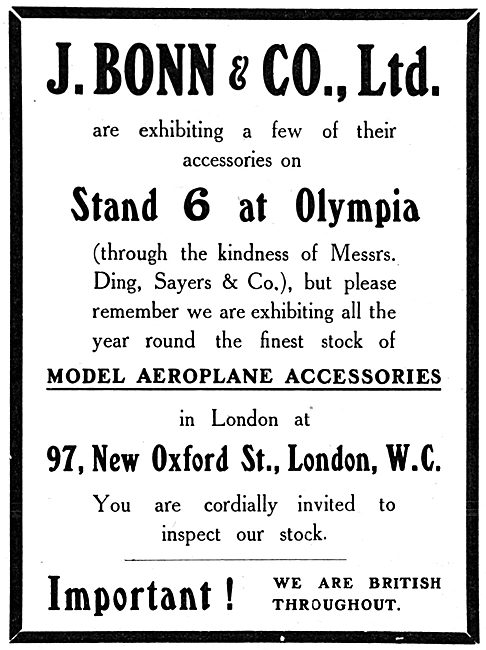 J. BONN & CO., Ltd.
are exhibiting a few of their
accessories on
Stand 6 at Olympia
(through the kindness of Messrs.
Ding, Sayers & Co.), but please
remember we are exhibiting all the
year round the finest stock of
MODEL AEROPLANE ACCESSORIES
in London at
97, New Oxford St., London, W.C.
You are cordially invited to
inspect our stock.
Important ! WE ARE BRITISH
THROUGHOUT.